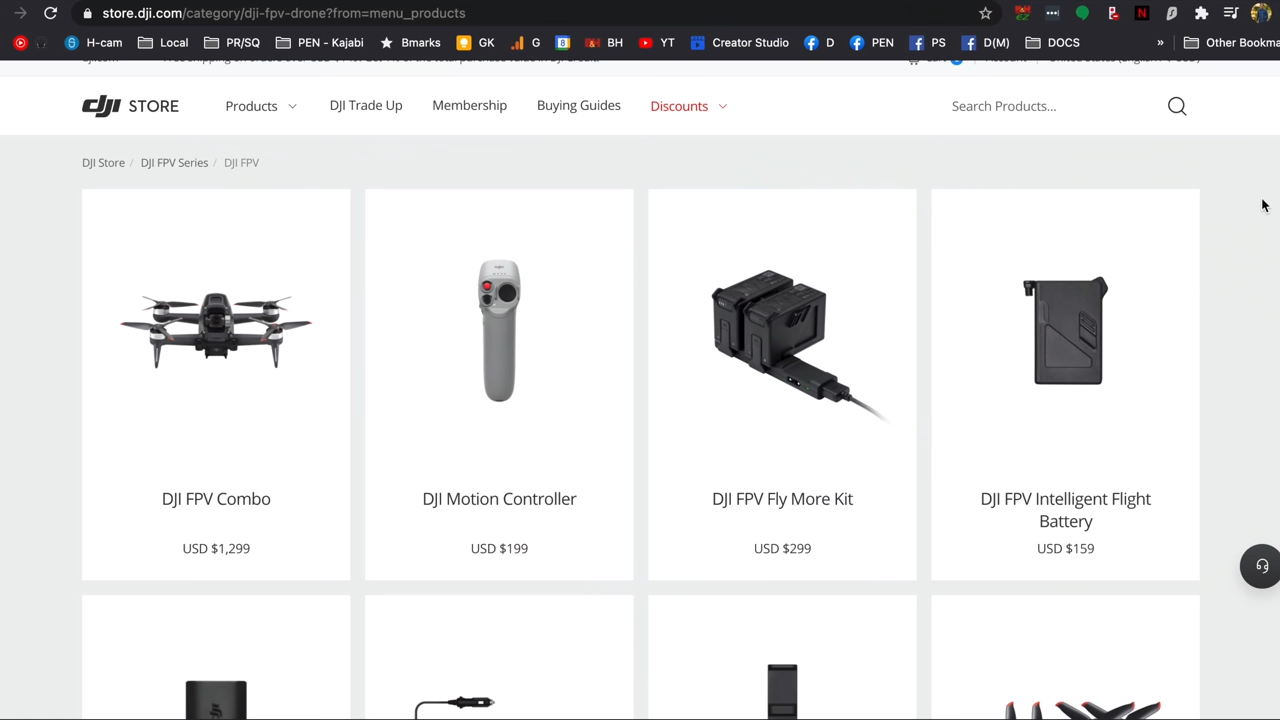 store.dji.com/category/dji-fpv-drone?from=menu_products
H-cam Local PR/SQ PEN - Kajabi Bmarks GK G BH YT Creator Studio D PEN PS D(M) DOCS » Other Bookma
dji STORE Products DJI Trade Up Membership Buying Guides Discounts Search Products...
DJI Store / DJI FPV Series / DJI FPV
DJI FPV Combo
USD $1,299
DJI Motion Controller
USD $199
DJI FPV Fly More Kit
USD $299
DJI FPV Intelligent Flight
Battery
USD $159